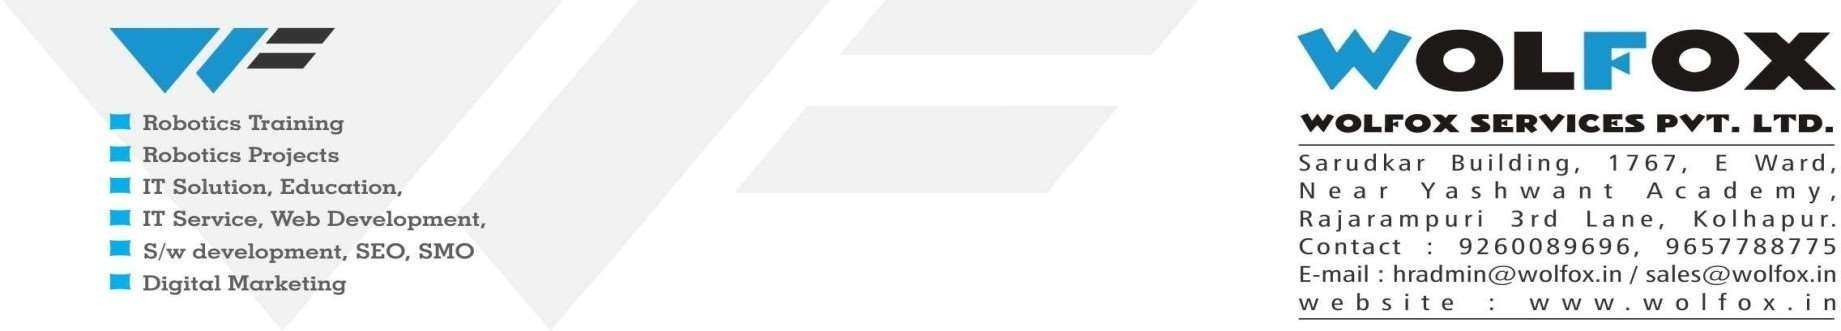 WF
Robotics Training
Robotics Projects
IT Solution, Education,
IT Service, Web Development,
S/w development, SEO, SMO
Digital Marketing
WOLFOX
WOLFOX SERVICES PVT. LTD.
Sarudkar Building, 1767, E Ward,
Near Yashwant Academy,
Rajarampuri 3rd Lane, Kolhapur.
Contact : 9260089696, 9657788775
E-mail : hradmin@wolfox.in / sales@wolfox.in
website : www.wolfox.in